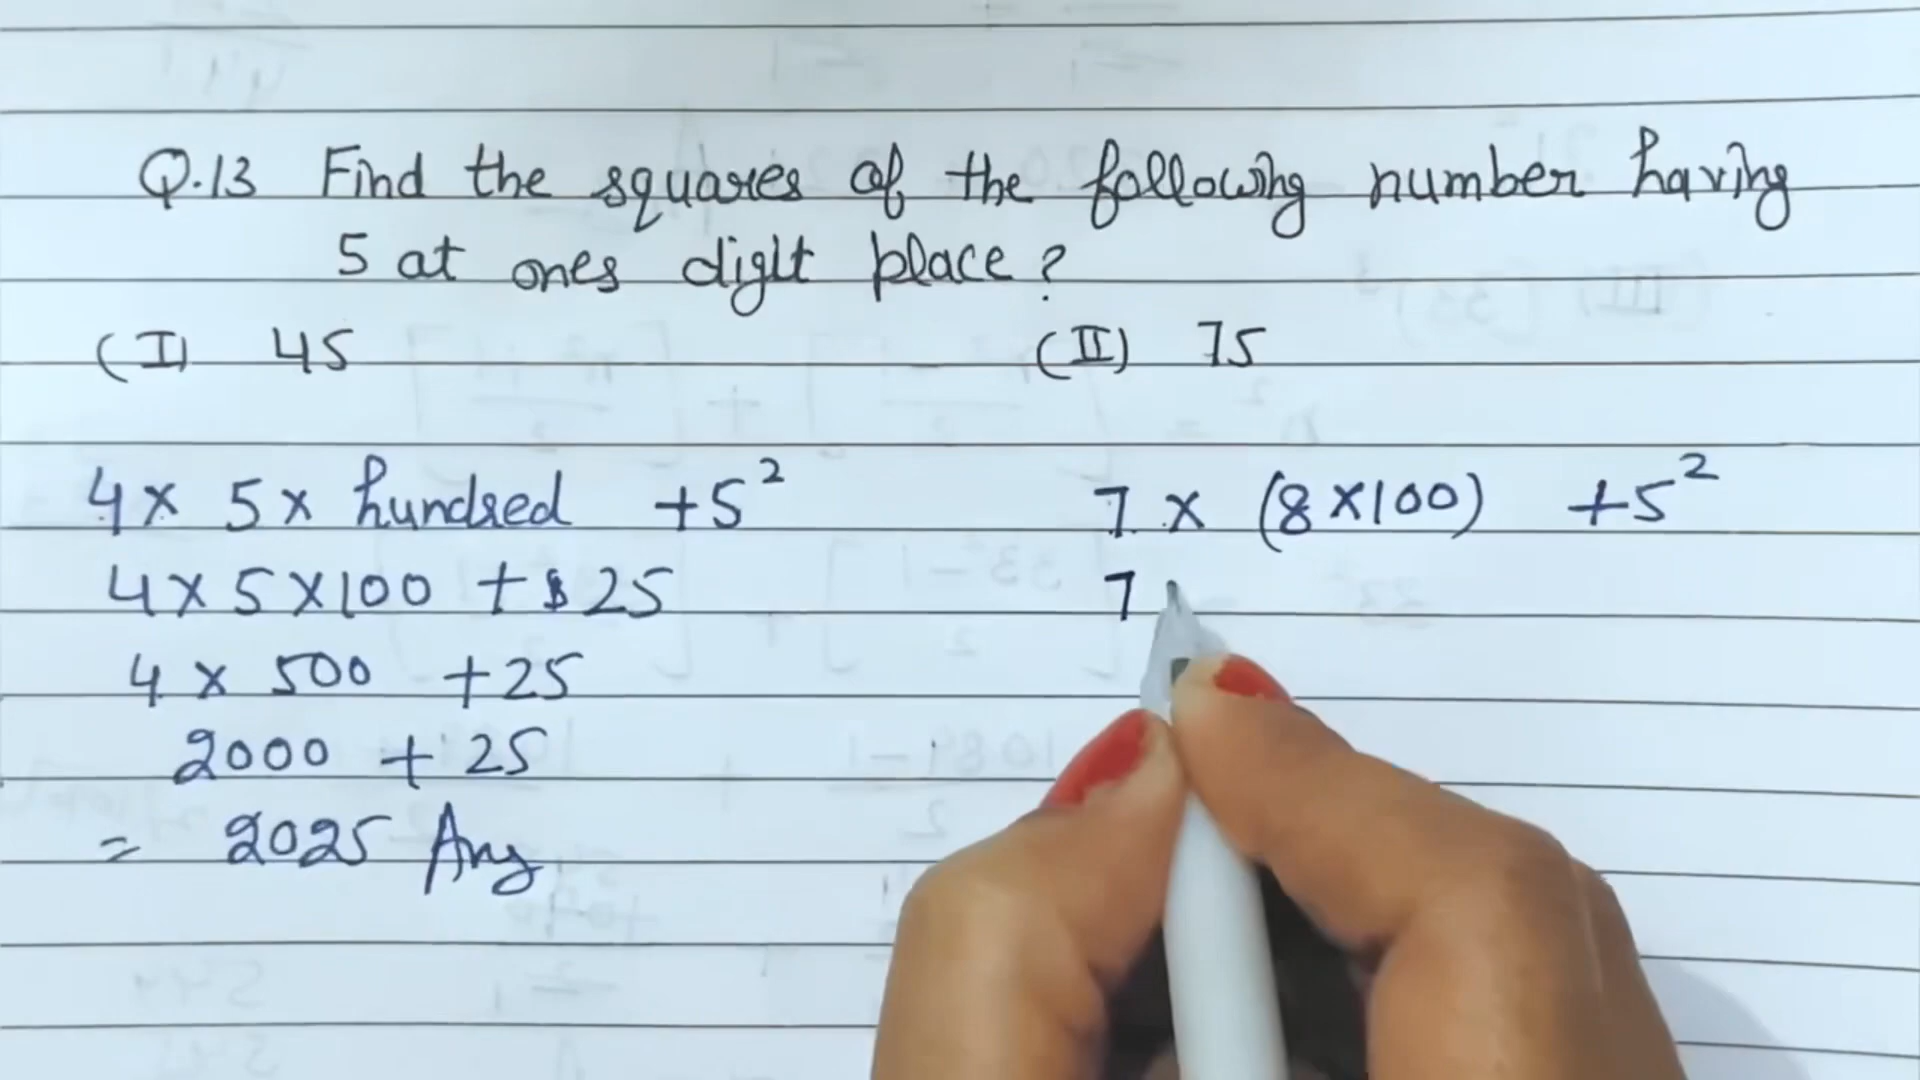 Q.13 Find the squares of the following number having
5 at ones digit place?
(I) 45
(II) 75
4 x 5 x hundred +5²
4 x 5 x 100 + 25
4 x 500 +25
2000 + 25
= 2025 Ans
7 x (8 x 100) +5²
7